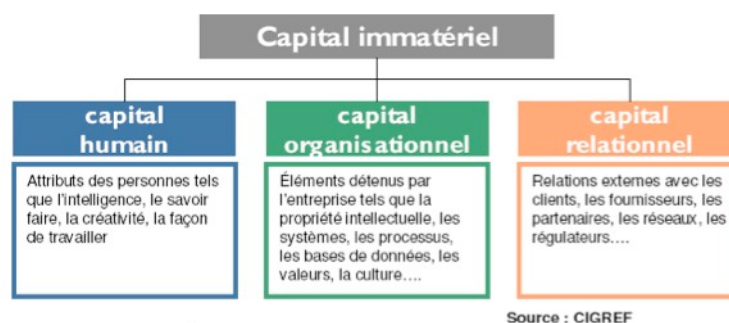 Capital immatériel
capital
humain
Attributs des personnes tels
que l'intelligence, le savoir
faire, la créativité, la façon
de travailler
capital
organisationnel
Éléments détenus par
l'entreprise tels que la
propriété intellectuelle, les
systèmes, les processus,
les bases de données, les
valeurs, la culture....
capital
relationnel
Relations externes avec les
clients, les fournisseurs, les
partenaires, les réseaux, les
régulateurs....
Source : CIGREF